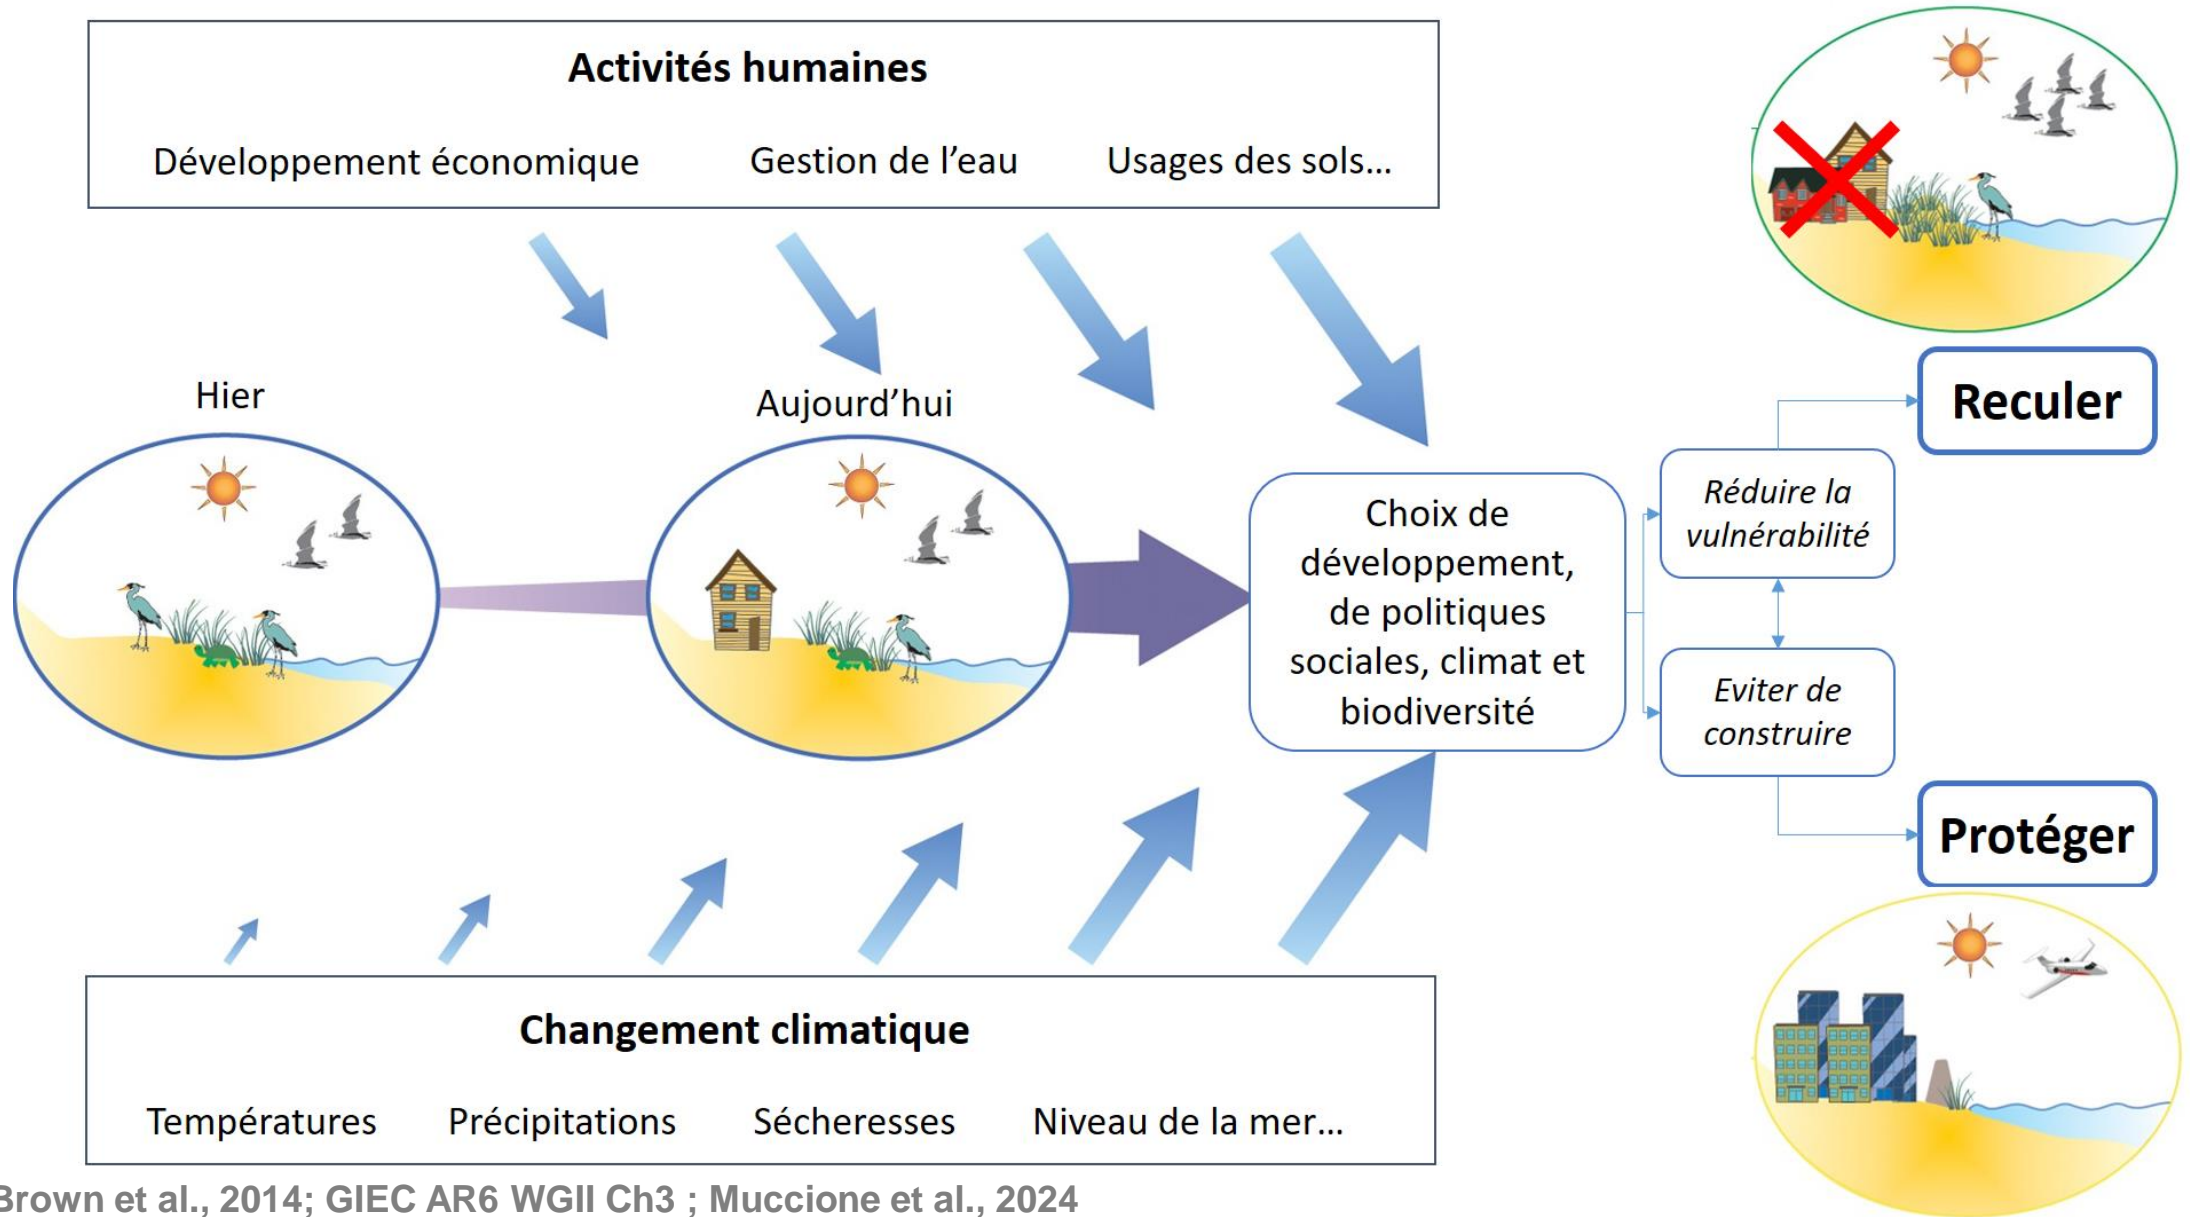 Activités humaines
Développement économique Gestion de l'eau Usages des sols...
Hier
Aujourd'hui
Choix de
développement,
de politiques
sociales, climat et
biodiversité
Réduire la
vulnérabilité
Eviter de
construire
Reculer
Protéger
Changement climatique
Températures Précipitations Sécheresses Niveau de la mer...
Brown et al., 2014; GIEC AR6 WGII Ch3 ; Muccione et al., 2024